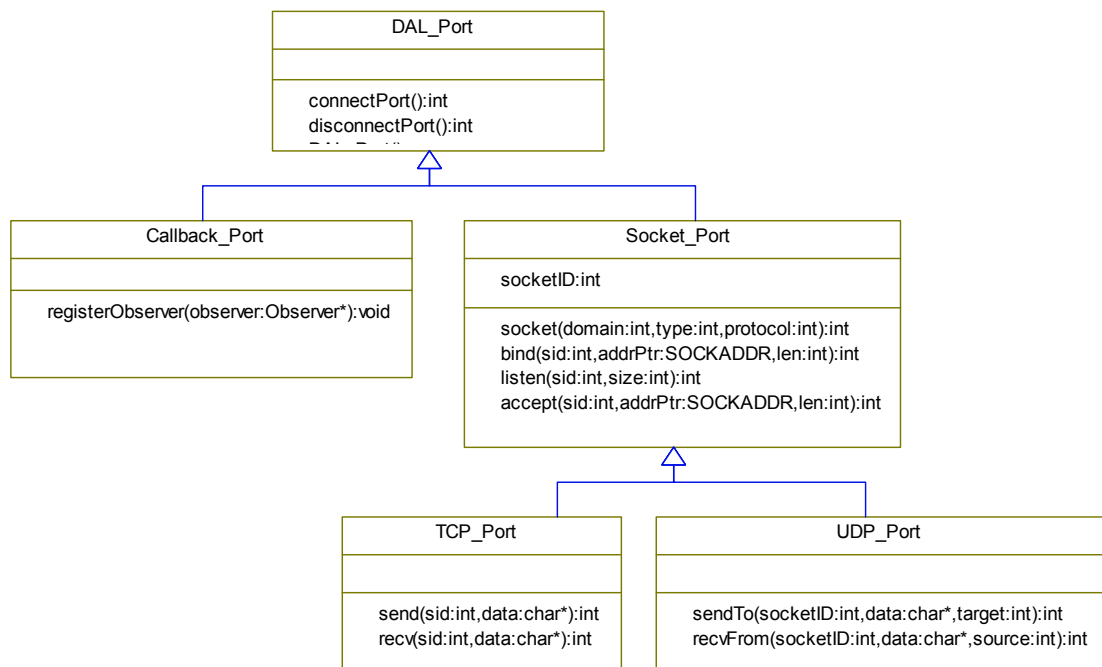 DAL_Port
connectPort():int
disconnectPort():int
Callback_Port
registerObserver(observer:Observer*):void
Socket_Port
socketID:int
socket(domain:int,type:int,protocol:int):int
bind(sid:int,addrPtr:SOCKADDR,len:int):int
listen(sid:int,size:int):int
accept(sid:int,addrPtr:SOCKADDR,len:int):int
TCP_Port
send(sid:int,data:char*):int
recv(sid:int,data:char*):int
UDP_Port
sendTo(socketID:int,data:char*,target:int):int
recvFrom(socketID:int,data:char*,source:int):int